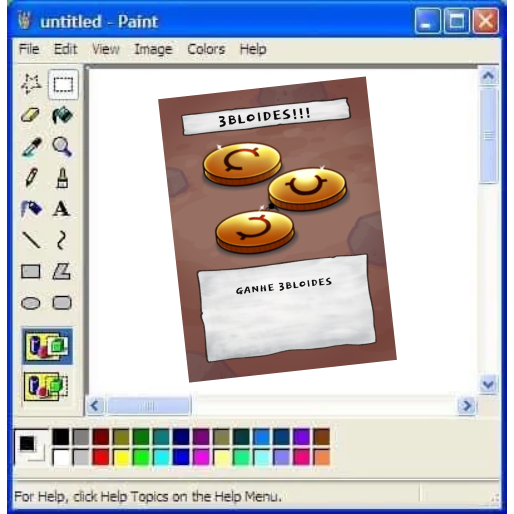 untitled - Paint
File Edit View Image Colors Help
3BLOIDES!!!
GANHE 3BLOIDES
A
For Help, click Help Topics on the Help Menu.